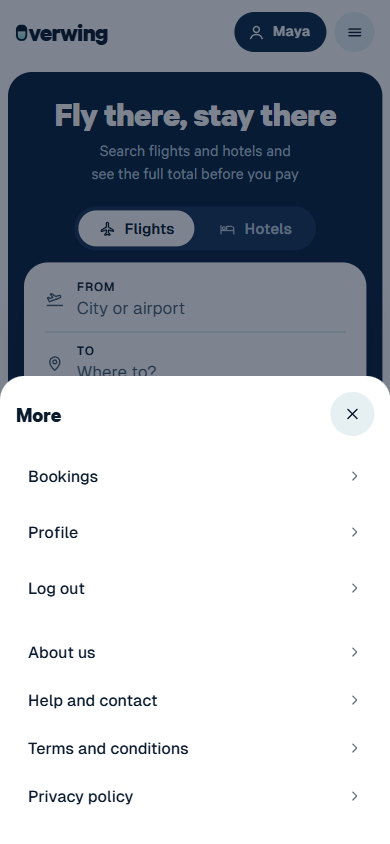 Overwing
Maya
Fly there, stay there
Search flights and hotels and
see the full total before you pay
Flights
Hotels
FROM
City or airport
TO
Where to?
More
Bookings
Profile
Log out
About us
Help and contact
Terms and conditions
Privacy policy